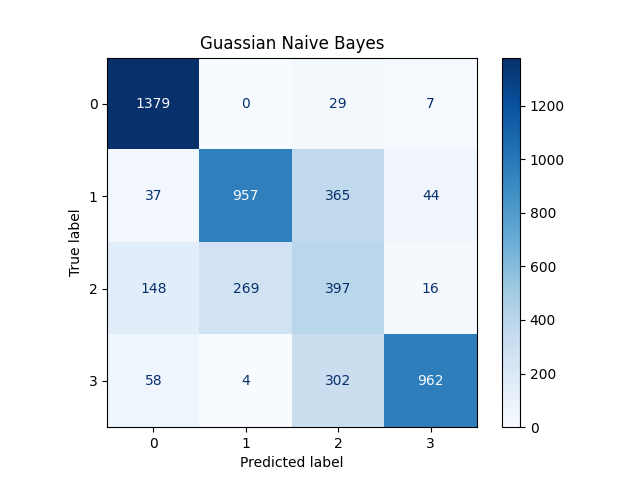 Guassian Naive Bayes
True label
0 1379 0 29 7
1 37 957 365 44
2 148 269 397 16
3 58 4 302 962
0 1 2 3
Predicted label
1200
1000
800
600
400
200
0